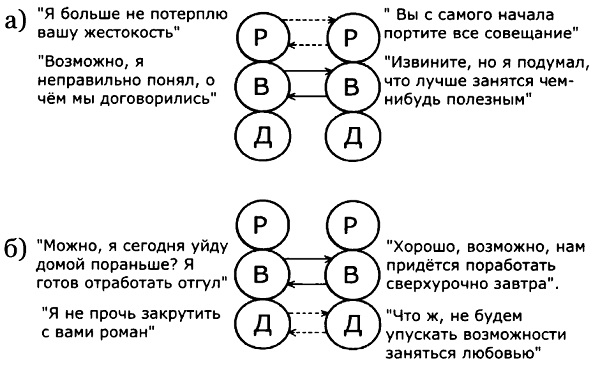 а)
"Я больше не потерплю
вашу жестокость"
"Возможно, я
неправильно понял, о
чём мы договорились"
Р Р
В В
Д Д
" Вы с самого начала
портите все совещание"
"Извините, но я подумал,
что лучше занятся чем-
нибудь полезным"
б)
"Можно, я сегодня уйду
домой пораньше? Я
готов отработать отгул"
"Я не прочь закрутить
с вами роман"
Р Р
В В
Д Д
"Хорошо, возможно, нам
придётся поработать
сверхурочно завтра".
"Что ж, не будем
упускать возможности
заняться любовью"